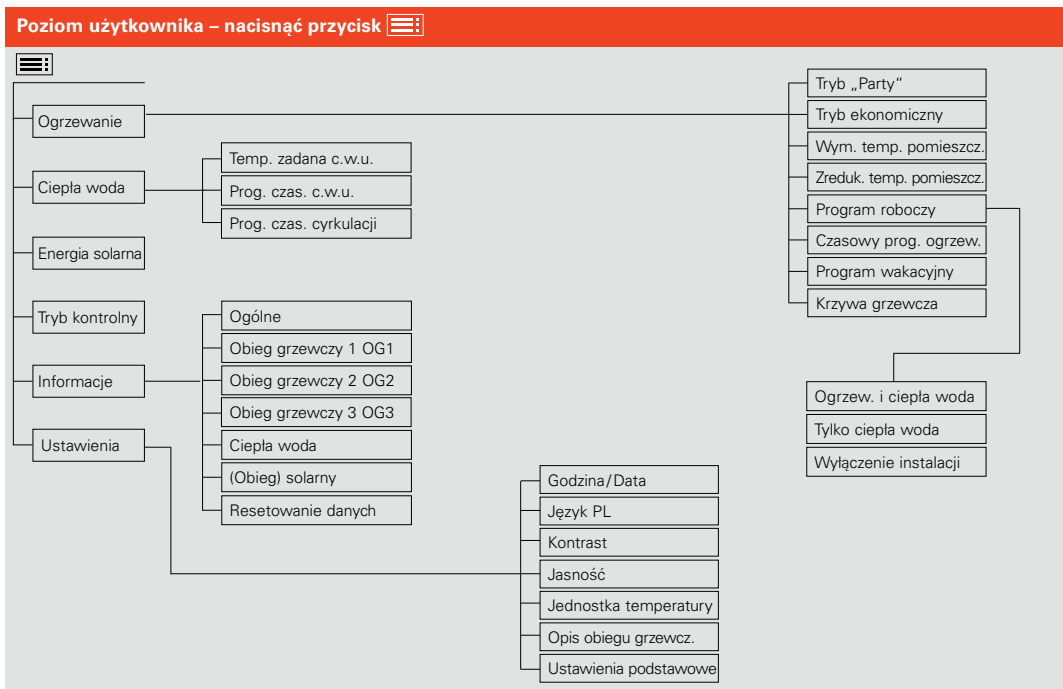 Poziom użytkownika – nacisnąć przycisk
Ogrzewanie
Ciepła woda
Energia solarna
Tryb kontrolny
Informacje
Ustawienia
Temp. zadana c.w.u.
Prog. czas. c.w.u.
Prog. czas. cyrkulacji
Ogólne
Obieg grzewczy 1 OG1
Obieg grzewczy 2 OG2
Obieg grzewczy 3 OG3
Ciepła woda
(Obieg) solarny
Resetowanie danych
Godzina/Data
Język PL
Kontrast
Jasność
Jednostka temperatury
Opis obiegu grzewcz.
Ustawienia podstawowe
Tryb „Party“
Tryb ekonomiczny
Wym. temp. pomieszcz.
Zreduk. temp. pomieszcz.
Program roboczy
Czasowy prog. ogrzew.
Program wakacyjny
Krzywa grzewcza
Ogrzew. i ciepła woda
Tylko ciepła woda
Wyłączenie instalacji